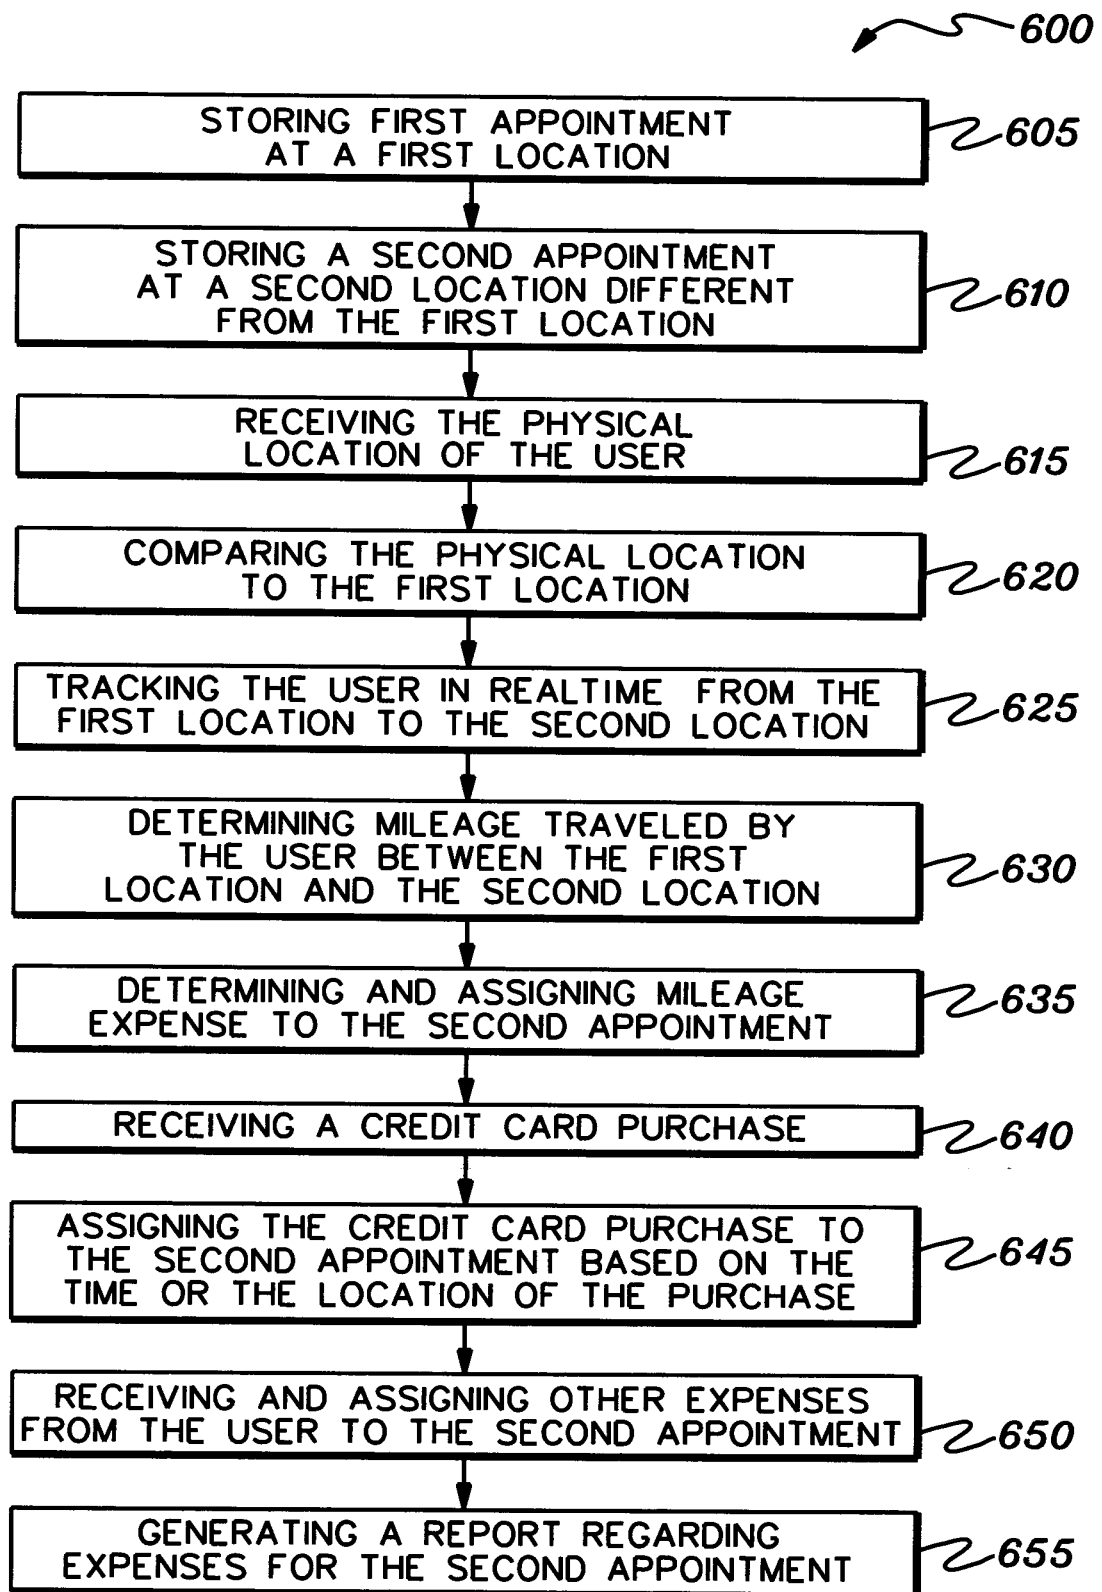 600
STORING FIRST APPOINTMENT
AT A FIRST LOCATION
605
STORING A SECOND APPOINTMENT
AT A SECOND LOCATION DIFFERENT
FROM THE FIRST LOCATION
610
RECEIVING THE PHYSICAL
LOCATION OF THE USER
615
COMPARING THE PHYSICAL LOCATION
TO THE FIRST LOCATION
620
TRACKING THE USER IN REALTIME FROM THE
FIRST LOCATION TO THE SECOND LOCATION
625
DETERMINING MILEAGE TRAVELED BY
THE USER BETWEEN THE FIRST
LOCATION AND THE SECOND LOCATION
630
DETERMINING AND ASSIGNING MILEAGE
EXPENSE TO THE SECOND APPOINTMENT
635
RECEIVING A CREDIT CARD PURCHASE
640
ASSIGNING THE CREDIT CARD PURCHASE TO
THE SECOND APPOINTMENT BASED ON THE
TIME OR THE LOCATION OF THE PURCHASE
645
RECEIVING AND ASSIGNING OTHER EXPENSES
FROM THE USER TO THE SECOND APPOINTMENT
650
GENERATING A REPORT REGARDING
EXPENSES FOR THE SECOND APPOINTMENT
655